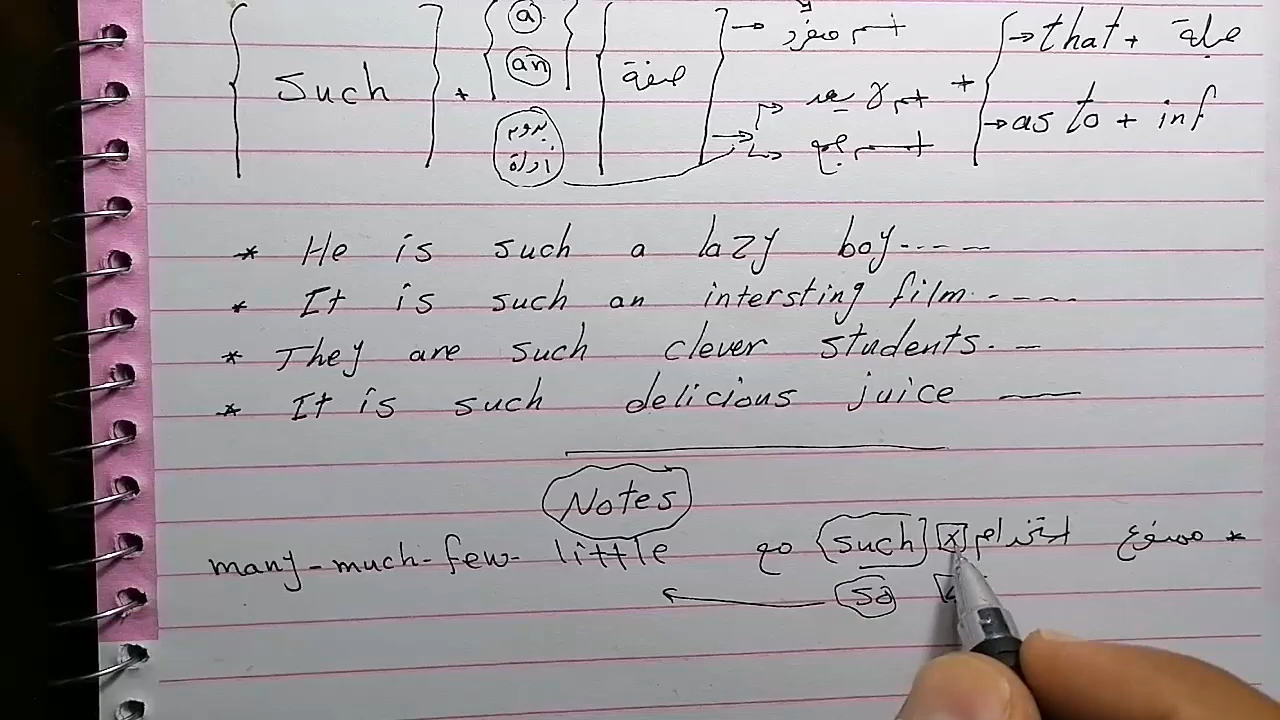 Such + a صفة → اسم مفرد + → that + جملة
an → اسم لا يعد → as to + inf
بدون أداة → اسم جمع
* He is such a lazy boy----
* It is such an intersting film.----
* They are such clever students. --
* It is such delicious juice ——
Notes
* ممنوع استخدام {such} مع many - much - few - little
so